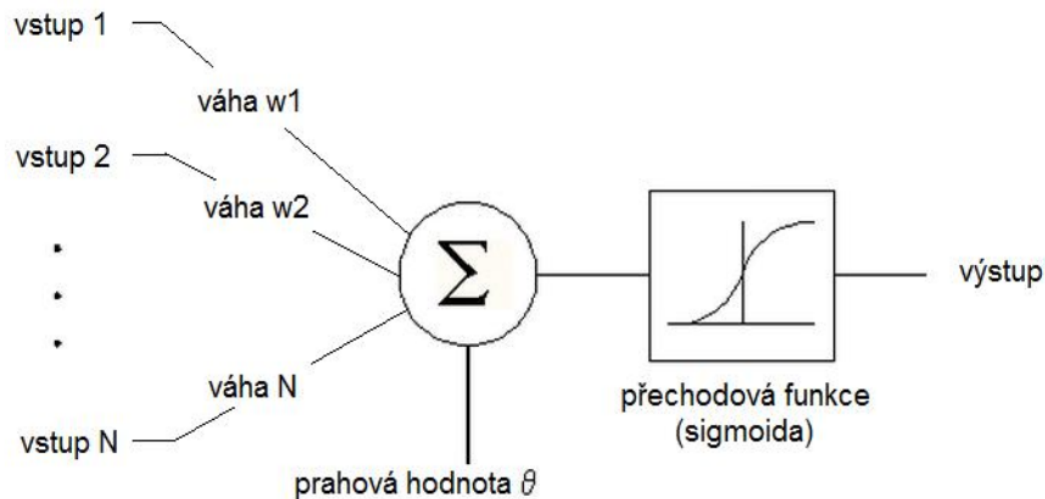 vstup 1
váha w1
vstup 2
váha w2
Σ
výstup
váha N
přechodová funkce
(sigmoida)
vstup N
prahová hodnota θ